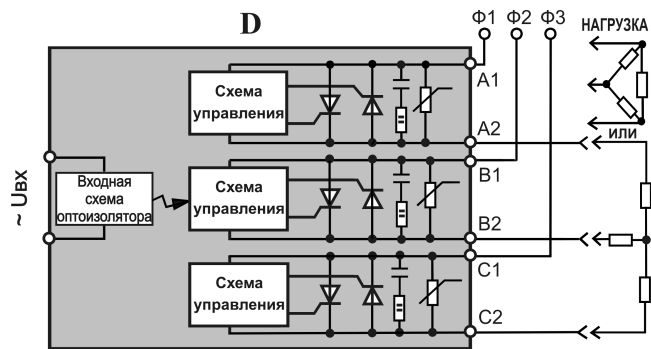 D
Ф1 Ф2 Ф3
НАГРУЗКА
ИЛИ
~ Uвх
Входная
схема
оптоизолятора
Схема
управления
Схема
управления
Схема
управления
A1
A2
B1
B2
C1
C2